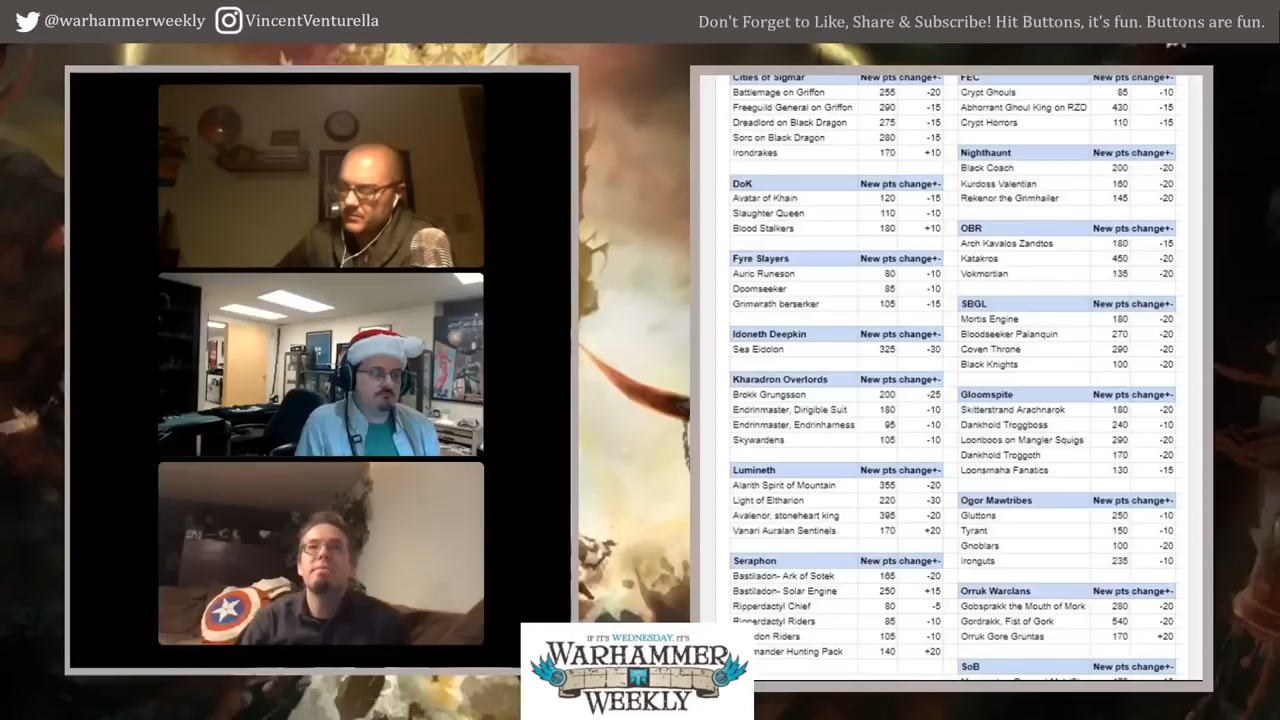 @warhammerweekly VincentVenturella
Don't Forget to Like, Share & Subscribe! Hit Buttons, it's fun. Buttons are fun.
Cities of Sigmar New pts change+-
Battlemage on Griffon 255 -20
Freeguild General on Griffon 290 -15
Dreadlord on Black Dragon 275 -15
Sorc on Black Dragon 280 -15
Irondrakes 170 +10
DoK New pts change+-
Avatar of Khain 120 -15
Slaughter Queen 110 -10
Blood Stalkers 180 +10
Fyre Slayers New pts change+-
Auric Runeson 80 -10
Doomseeker 85 -10
Grimwrath berserker 105 -15
Idoneth Deepkin New pts change+-
Sea Eidolon 325 -30
Kharadron Overlords New pts change+-
Brokk Grungsson 200 -25
Endrinmaster, Dirigible Suit 180 -10
Endrinmaster, Endrinharness 95 -10
Skywardens 105 -10
Lumineth New pts change+-
Alarith Spirit of Mountain 355 -20
Light of Eltharion 220 -30
Avalenor, stoneheart king 395 -20
Vanari Auralan Sentinels 170 +20
Seraphon New pts change+-
Bastiladon- Ark of Sotek 165 -20
Bastiladon- Solar Engine 250 +15
Ripperdactyl Chief 80 -5
Ripperdactyl Riders 85 -10
don Riders 105 -10
mander Hunting Pack 140 +20
FEC New pts change+-
Crypt Ghouls 85 -10
Abhorrant Ghoul King on RZD 430 -15
Crypt Horrors 110 -15
Nighthaunt New pts change+-
Black Coach 200 -20
Kurdoss Valentian 160 -20
Rekenor the Grimhailer 145 -20
OBR New pts change+-
Arch Kavalos Zandtos 180 -15
Katakros 450 -20
Vokmortian 135 -20
SBGL New pts change+-
Mortis Engine 180 -20
Bloodseeker Palanquin 270 -20
Coven Throne 290 -20
Black Knights 100 -20
Gloomspite New pts change+-
Skitterstrand Arachnarok 180 -20
Dankhold Troggboss 240 -10
Loonboos on Mangler Squigs 290 -20
Dankhold Troggoth 170 -20
Loonsmaha Fanatics 130 -15
Ogor Mawtribes New pts change+-
Gluttons 250 -10
Tyrant 150 -10
Gnoblars 100 -20
Ironguts 235 -10
Orruk Warclans New pts change+-
Gobsprakk the Mouth of Mork 280 -20
Gordrakk, Fist of Gork 540 -20
Orruk Gore Gruntas 170 +20
SoB New pts change+-
IF IT'S WEDNESDAY, IT'S
WARHAMMER
WEEKLY